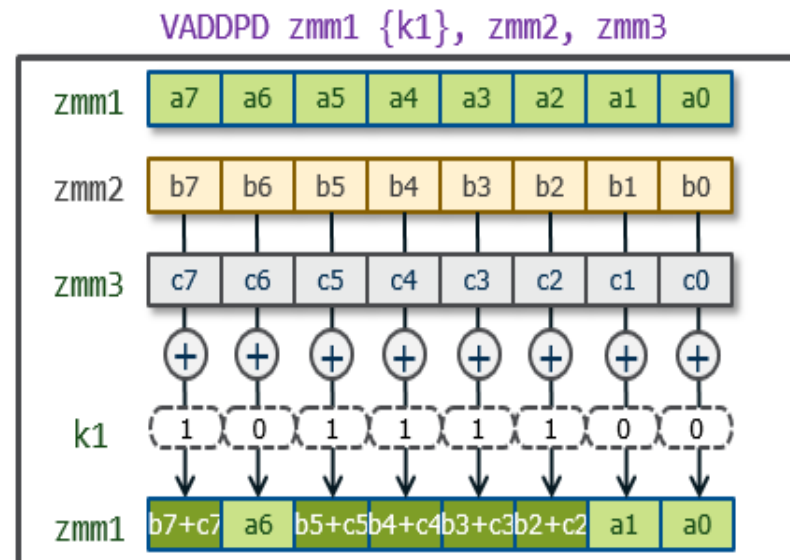 VADDPD zmm1 {k1}, zmm2, zmm3
zmm1 a7 a6 a5 a4 a3 a2 a1 a0
zmm2 b7 b6 b5 b4 b3 b2 b1 b0
zmm3 c7 c6 c5 c4 c3 c2 c1 c0
+ + + + + + + +
k1 1 0 1 1 1 1 0 0
zmm1 b7+c7 a6 b5+c5 b4+c4 b3+c3 b2+c2 a1 a0